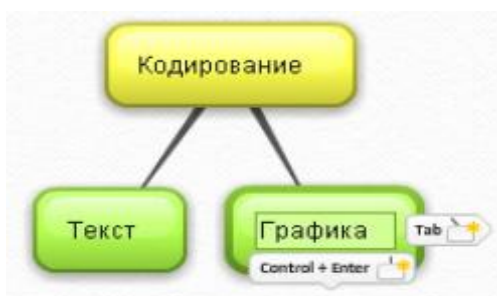 Кодирование
Текст
Графика
Tab
Control + Enter